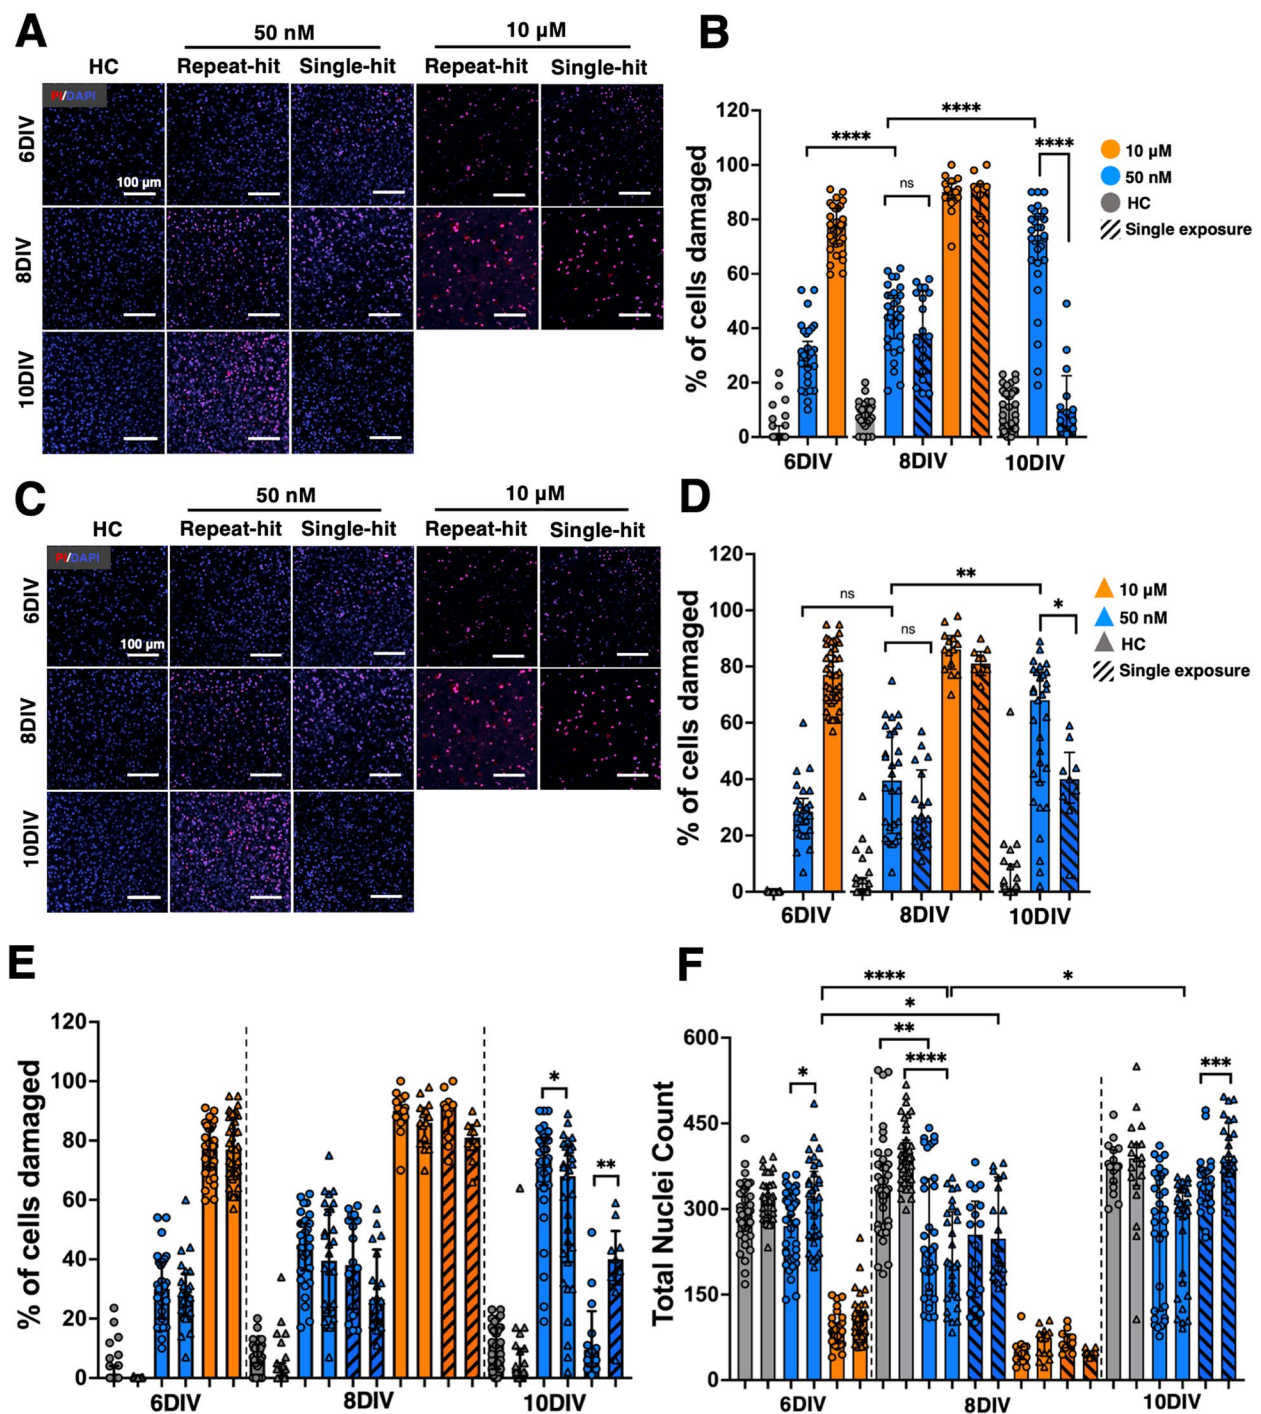 A
50 nM
10 µM
HC
Repeat-hit
Single-hit
Repeat-hit
Single-hit
PI/DAPI
6DIV
100 µm
8DIV
10DIV
B
% of cells damaged
120
100
80
60
40
20
0
****
****
****
ns
10 µM
50 nM
HC
Single exposure
6DIV
8DIV
10DIV
C
50 nM
10 µM
HC
Repeat-hit
Single-hit
Repeat-hit
Single-hit
PI/DAPI
6DIV
100 µm
8DIV
10DIV
D
% of cells damaged
120
100
80
60
40
20
0
**
ns
*
ns
10 µM
50 nM
HC
Single exposure
6DIV
8DIV
10DIV
E
% of cells damaged
120
100
80
60
40
20
0
*
**
6DIV
8DIV
10DIV
F
Total Nuclei Count
600
450
300
150
0
****
*
*
**
****
*
***
6DIV
8DIV
10DIV